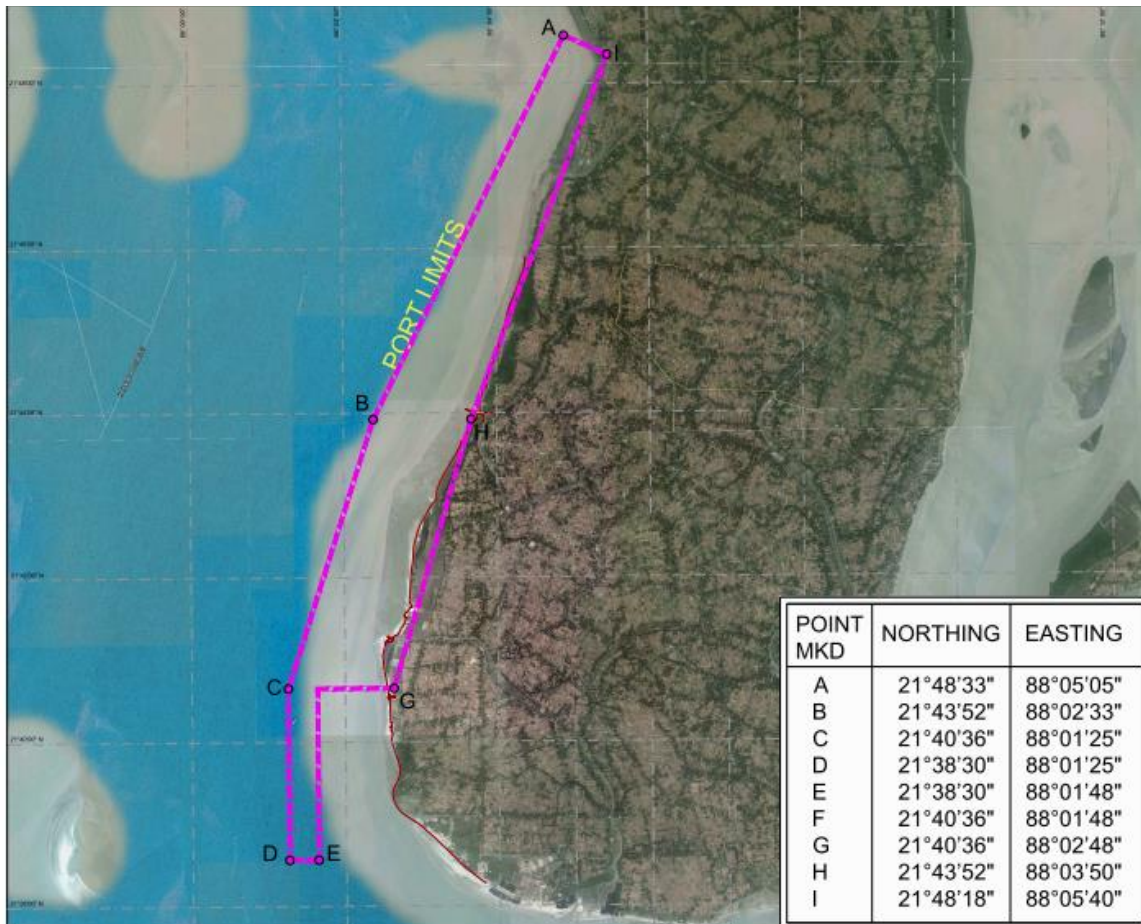 A
I
PORT LIMITS
B
H
C
G
D
E
POINT MKD NORTHING EASTING
A 21°48'33" 88°05'05"
B 21°43'52" 88°02'33"
C 21°40'36" 88°01'25"
D 21°38'30" 88°01'25"
E 21°38'30" 88°01'48"
F 21°40'36" 88°01'48"
G 21°40'36" 88°02'48"
H 21°43'52" 88°03'50"
I 21°48'18" 88°05'40"